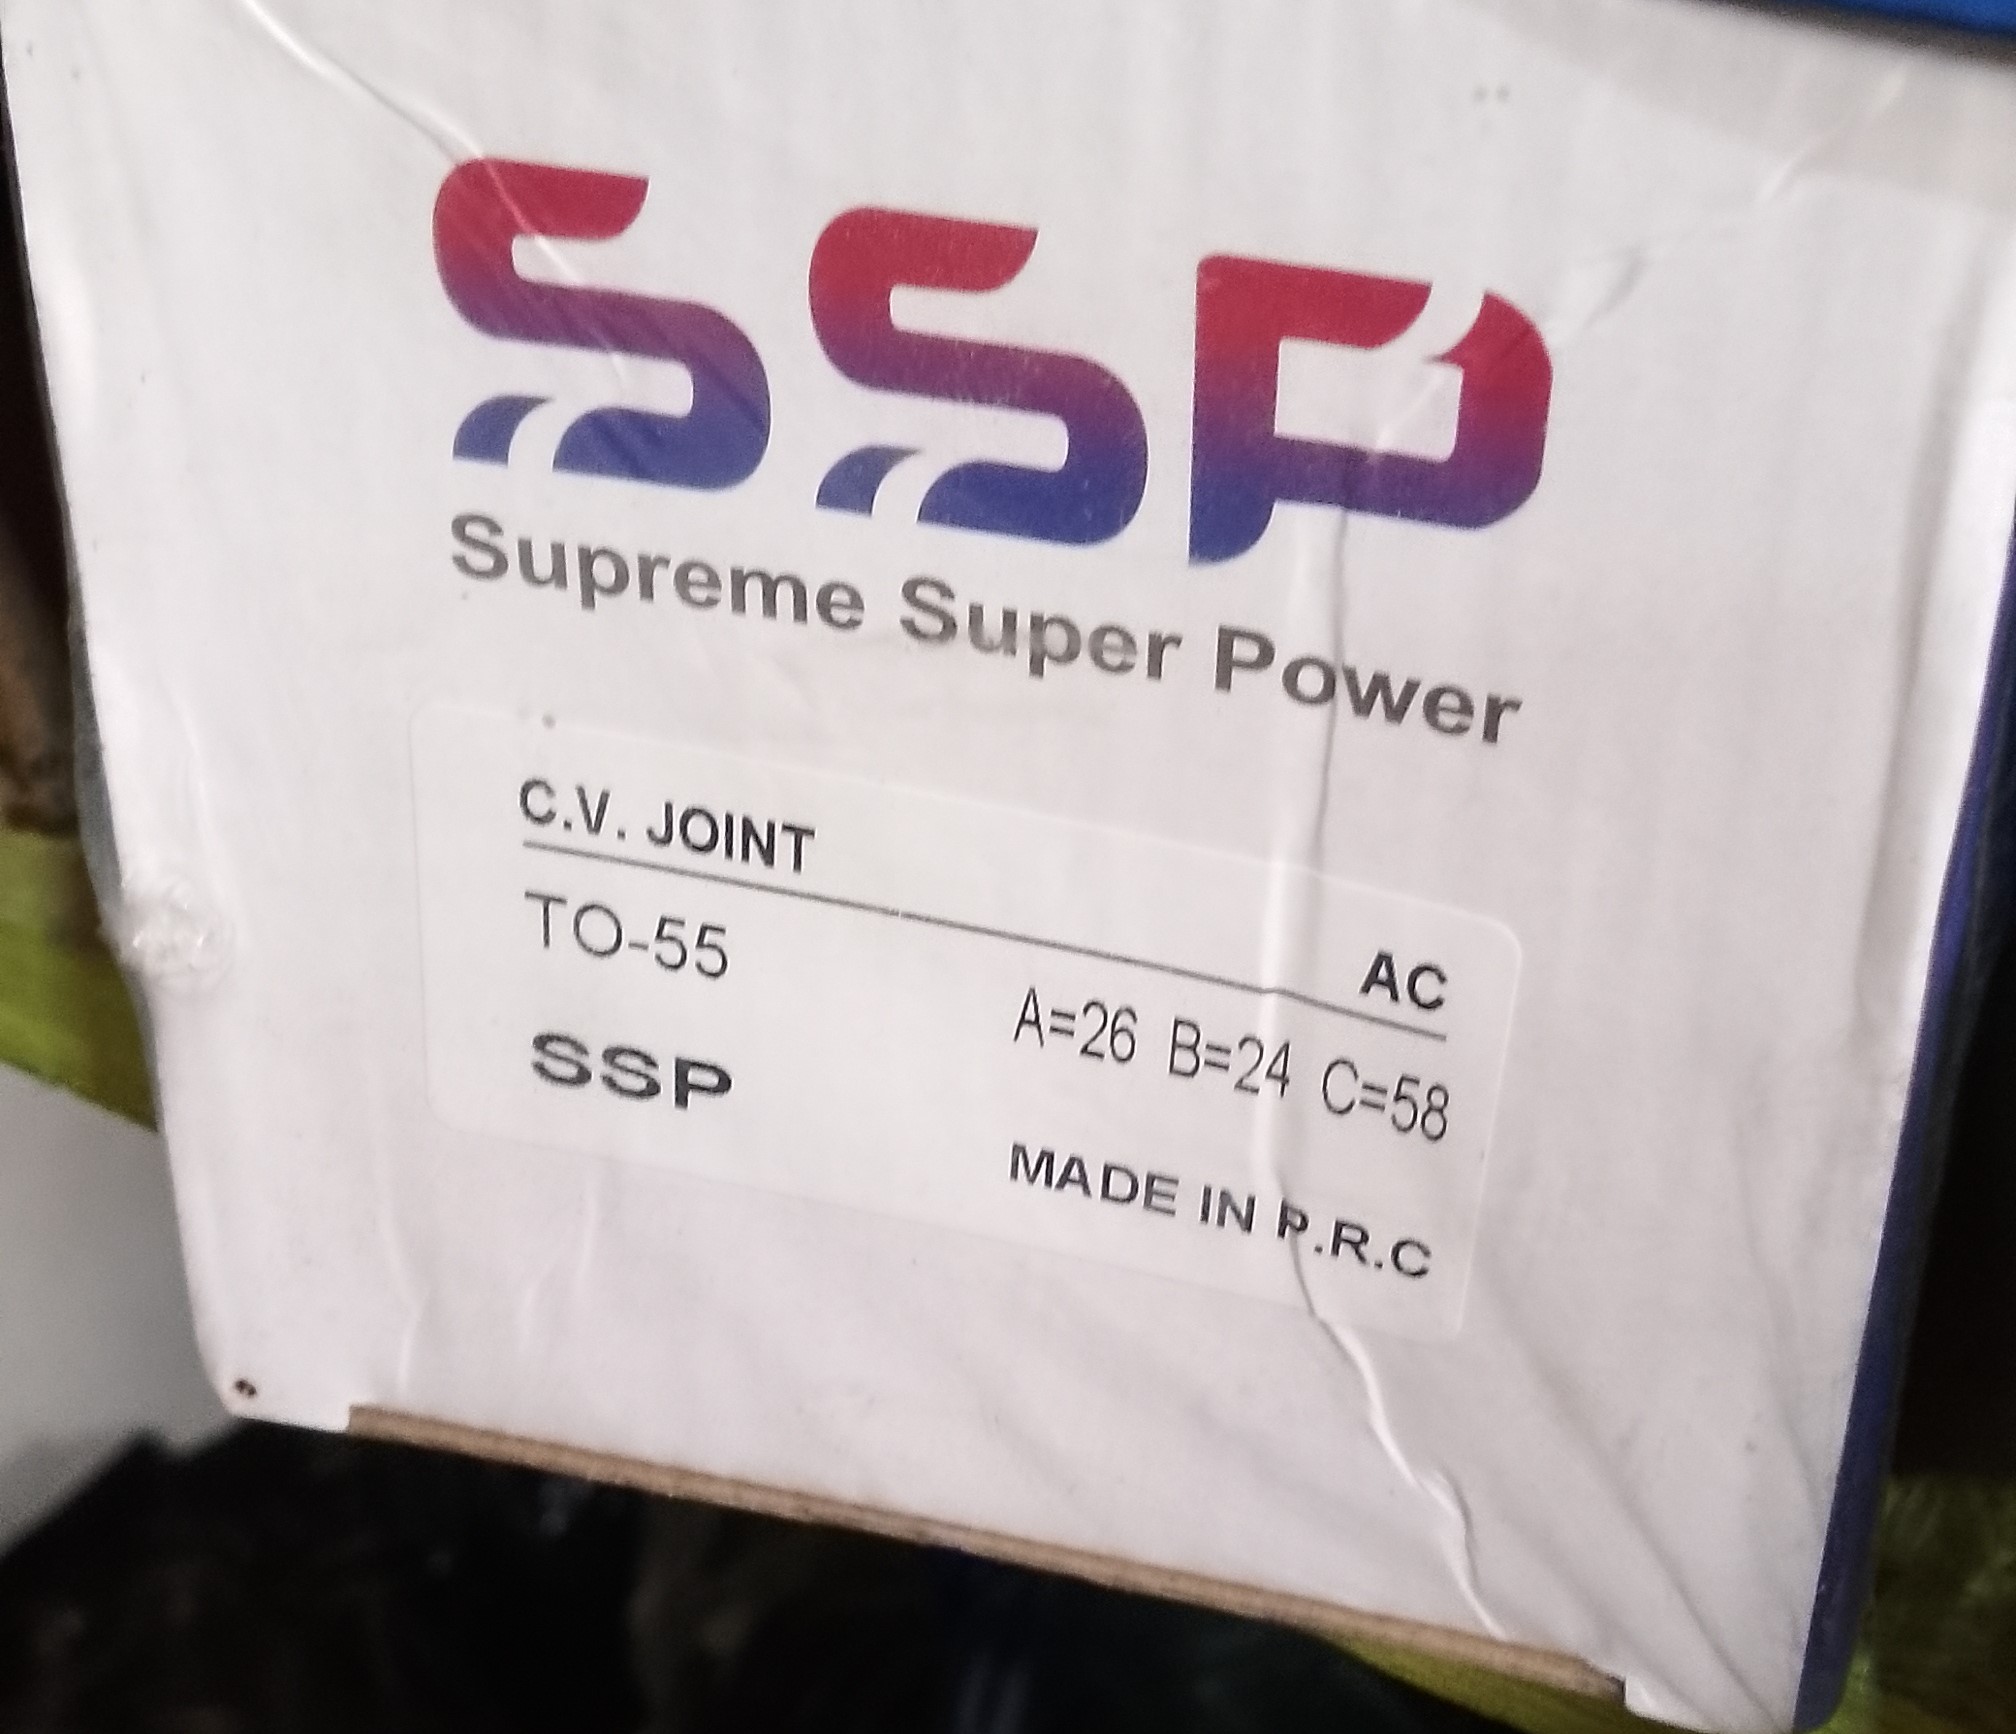 SSP
Supreme Super Power
C.V. JOINT AC
TO-55 A=26 B=24 C=58
SSP MADE IN P.R.C